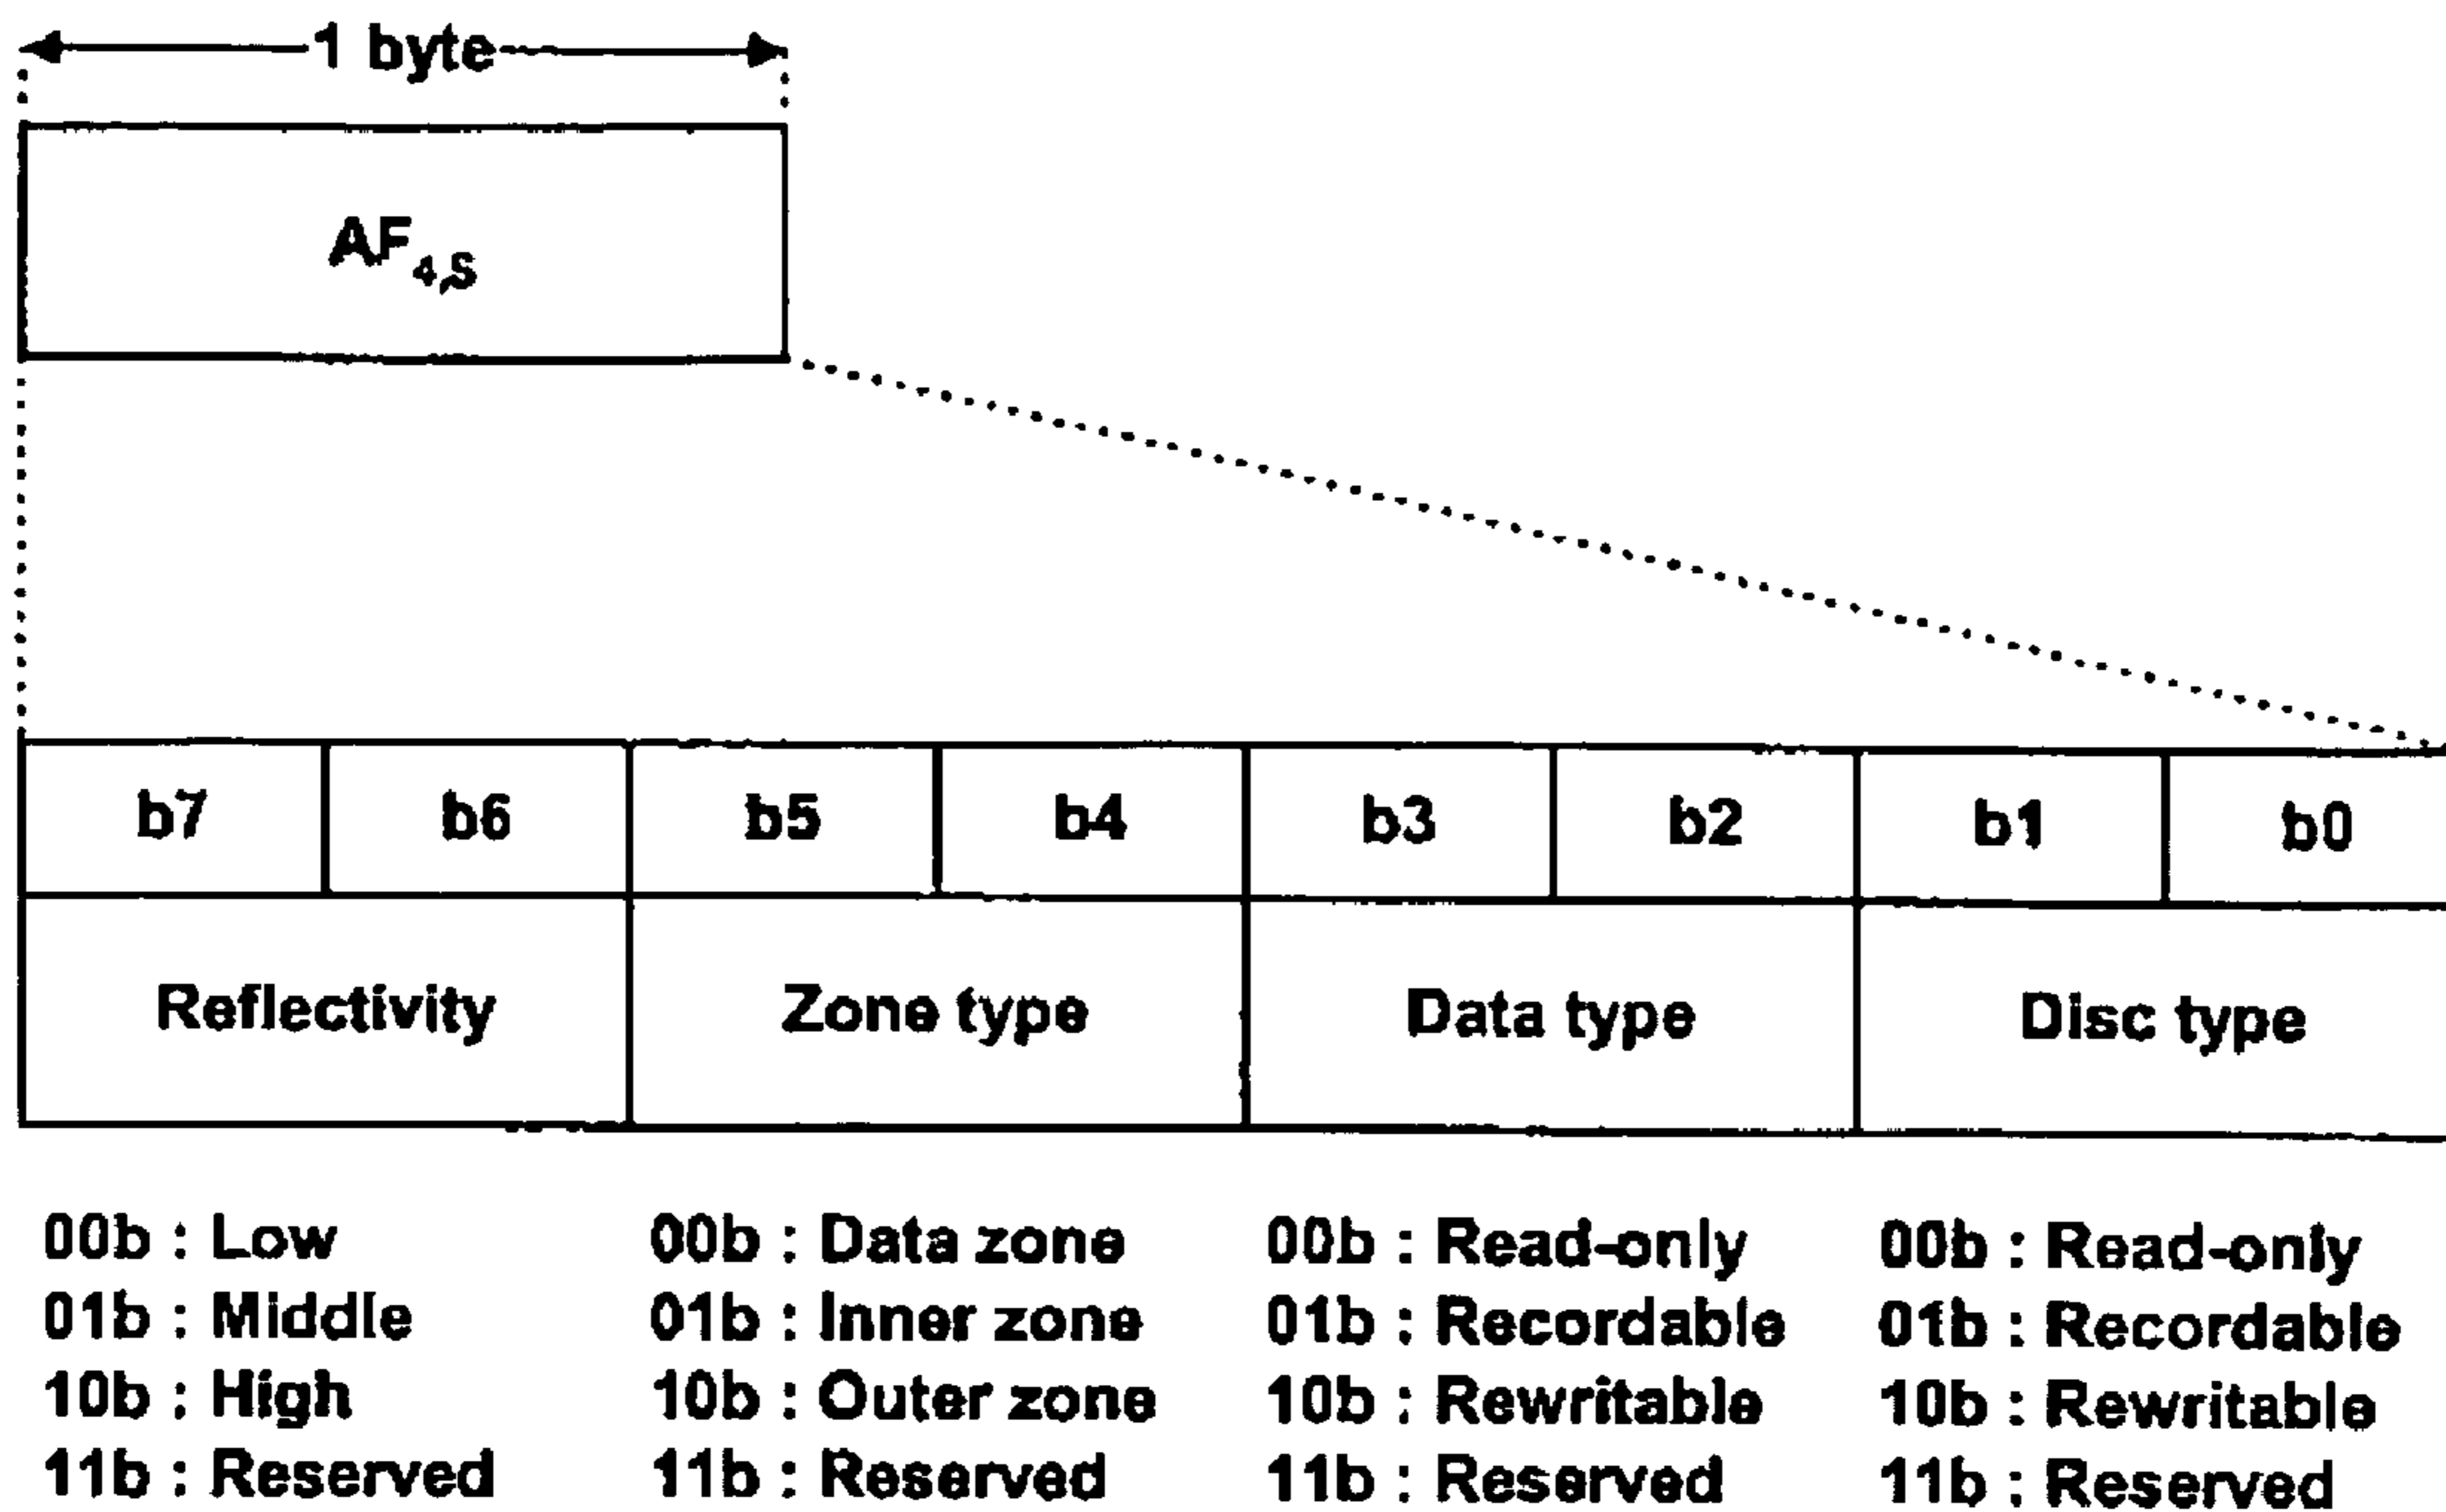 1 byte
AF4,S
b7 b6 b5 b4 b3 b2 b1 b0
Reflectivity Zone type Data type Disc type
00b : Low 00b : Data zone 00b : Read-only 00b : Read-only
01b : Middle 01b : Inner zone 01b : Recordable 01b : Recordable
10b : High 10b : Outer zone 10b : Rewritable 10b : Rewritable
11b : Reserved 11b : Reserved 11b : Reserved 11b : Reserved